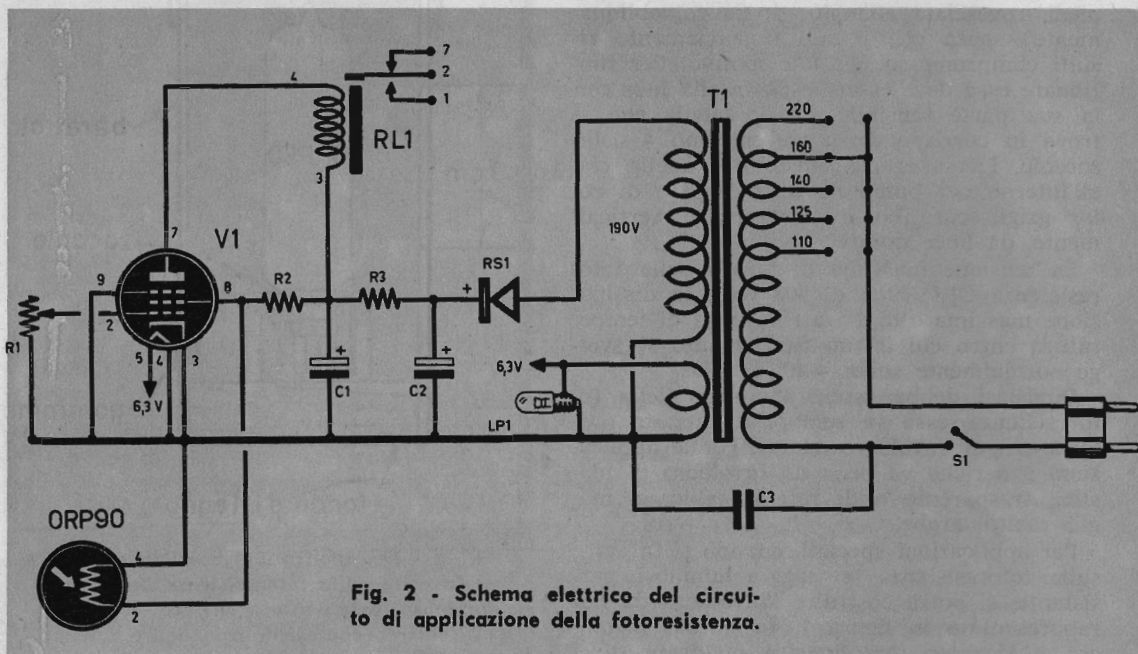 7
2
1
4
RL1
3
T1
220
160
140
125
110
190V
7
V1
9
2
8
R2
R3
+
RS1
R1
5
4
3
6,3 V
+
C1
+
C2
6,3V
LP1
S1
C3
ORP90
4
2
Fig. 2 - Schema elettrico del circui-
to di applicazione della fotoresistenza.